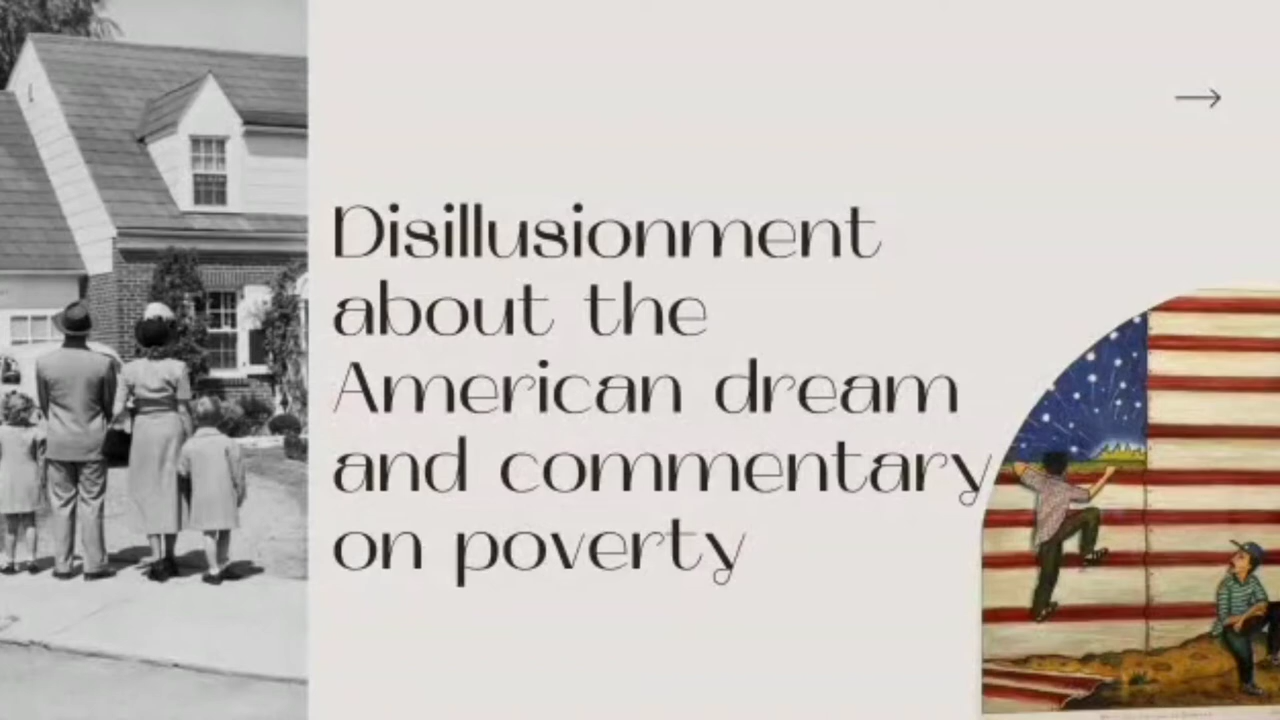 Disillusionment
about the
American dream
and commentary
on poverty